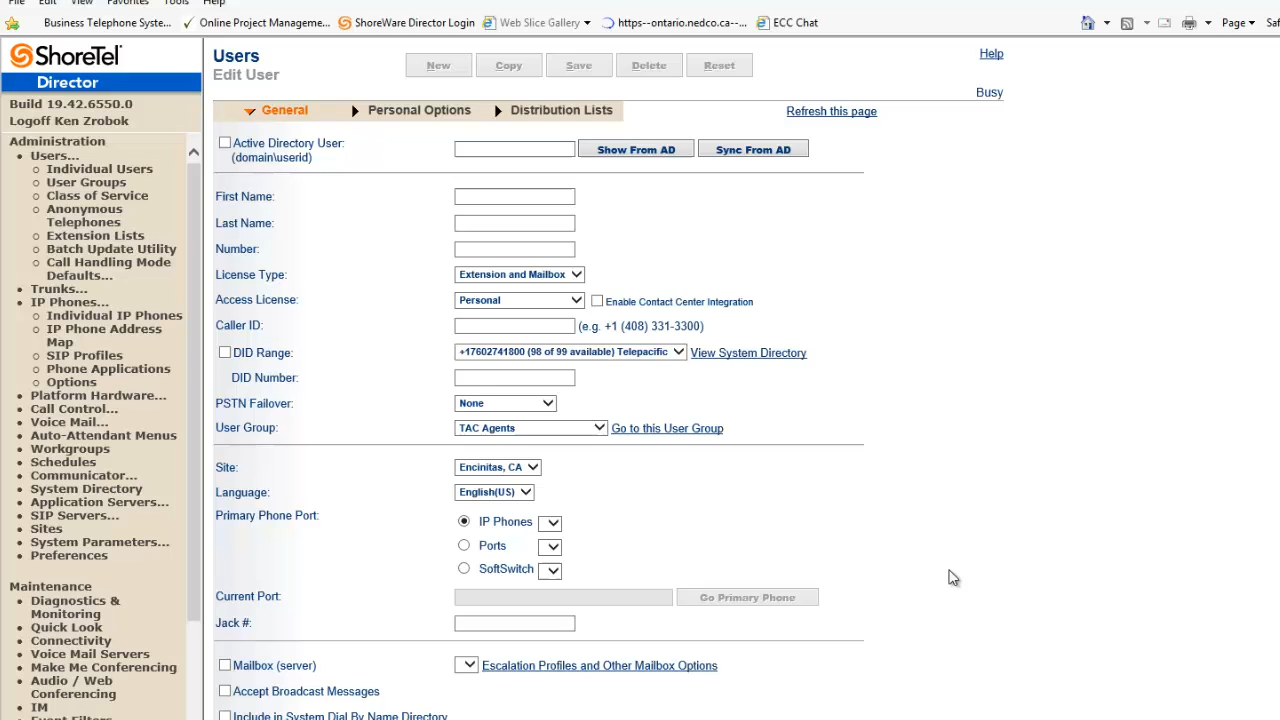 File Edit View Favorites Tools Help
Business Telephone Syste... Online Project Manageme... ShoreWare Director Login Web Slice Gallery https--ontario.nedco.ca--... ECC Chat Page
ShoreTel
Director
Build 19.42.6550.0
Logoff Ken Zrobok
Administration
Users...
Individual Users
User Groups
Class of Service
Anonymous
Telephones
Extension Lists
Batch Update Utility
Call Handling Mode
Defaults...
Trunks...
IP Phones...
Individual IP Phones
IP Phone Address
Map
SIP Profiles
Phone Applications
Options
Platform Hardware...
Call Control...
Voice Mail...
Auto-Attendant Menus
Workgroups
Schedules
Communicator...
System Directory
Application Servers...
SIP Servers...
Sites
System Parameters...
Preferences
Maintenance
Diagnostics &
Monitoring
Quick Look
Connectivity
Voice Mail Servers
Make Me Conferencing
Audio / Web
Conferencing
IM
Event Filters
Users
Edit User
New Copy Save Delete Reset
Help
Busy
General Personal Options Distribution Lists
Refresh this page
Active Directory User:
(domain\userid)
Show From AD Sync From AD
First Name:
Last Name:
Number:
License Type: Extension and Mailbox
Access License: Personal Enable Contact Center Integration
Caller ID: (e.g. +1 (408) 331-3300)
DID Range: +17602741800 (98 of 99 available) Telepacific View System Directory
DID Number:
PSTN Failover: None
User Group: TAC Agents Go to this User Group
Site: Encinitas, CA
Language: English(US)
Primary Phone Port: IP Phones
Ports
SoftSwitch
Current Port: Go Primary Phone
Jack #:
Mailbox (server) Escalation Profiles and Other Mailbox Options
Accept Broadcast Messages
Include in System Dial By Name Directory